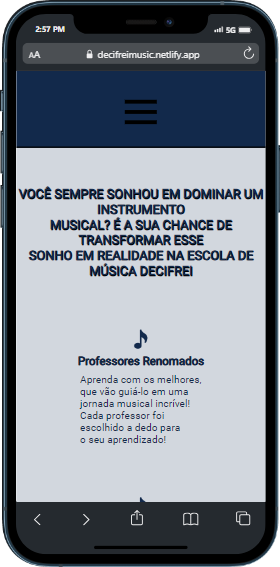 2:57 PM
5G
AA
decifreimusic.netlify.app
VOCÊ SEMPRE SONHOU EM DOMINAR UM
INSTRUMENTO
MUSICAL? É A SUA CHANCE DE
TRANSFORMAR ESSE
SONHO EM REALIDADE NA ESCOLA DE
MÚSICA DECIFREI
Professores Renomados
Aprenda com os melhores,
que vão guiá-lo em uma
jornada musical incrível!
Cada professor foi
escolhido a dedo para
o seu aprendizado!